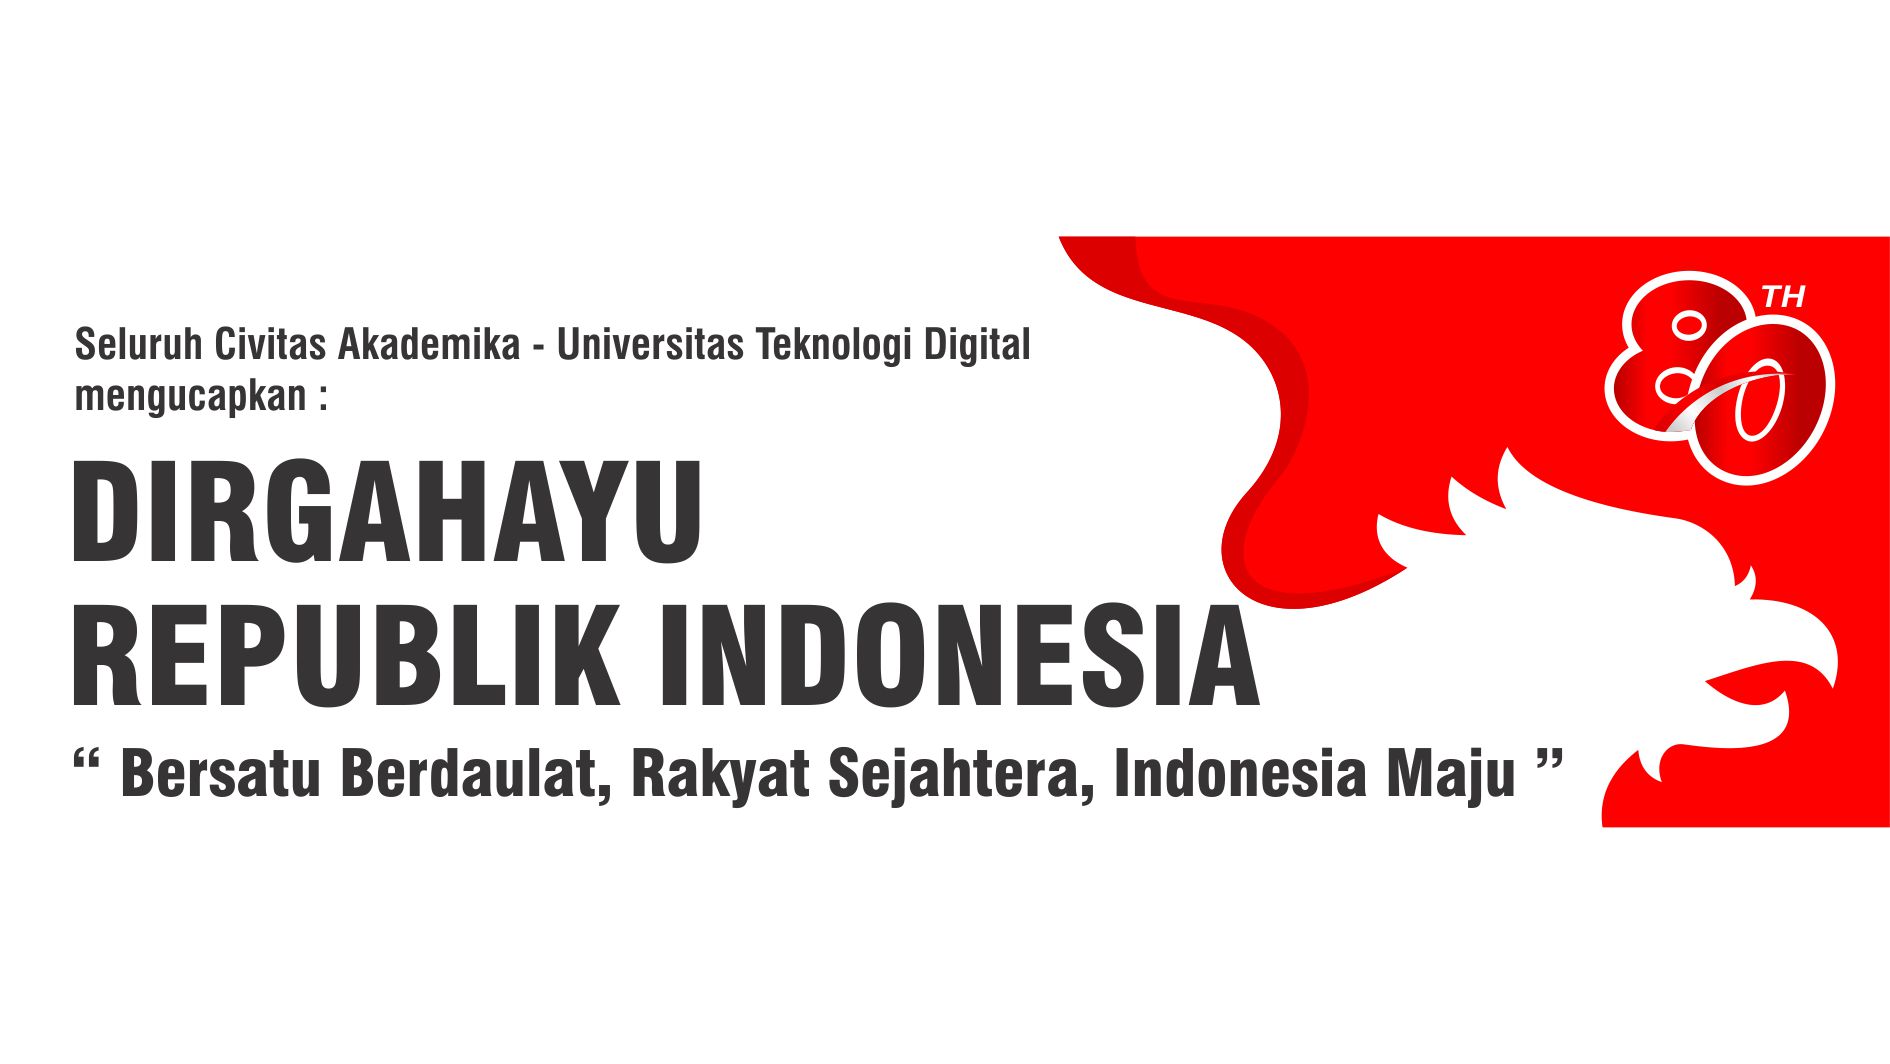 Seluruh Civitas Akademika - Universitas Teknologi Digital
mengucapkan :
DIRGAHAYU
REPUBLIK INDONESIA
“ Bersatu Berdaulat, Rakyat Sejahtera, Indonesia Maju ”
80TH